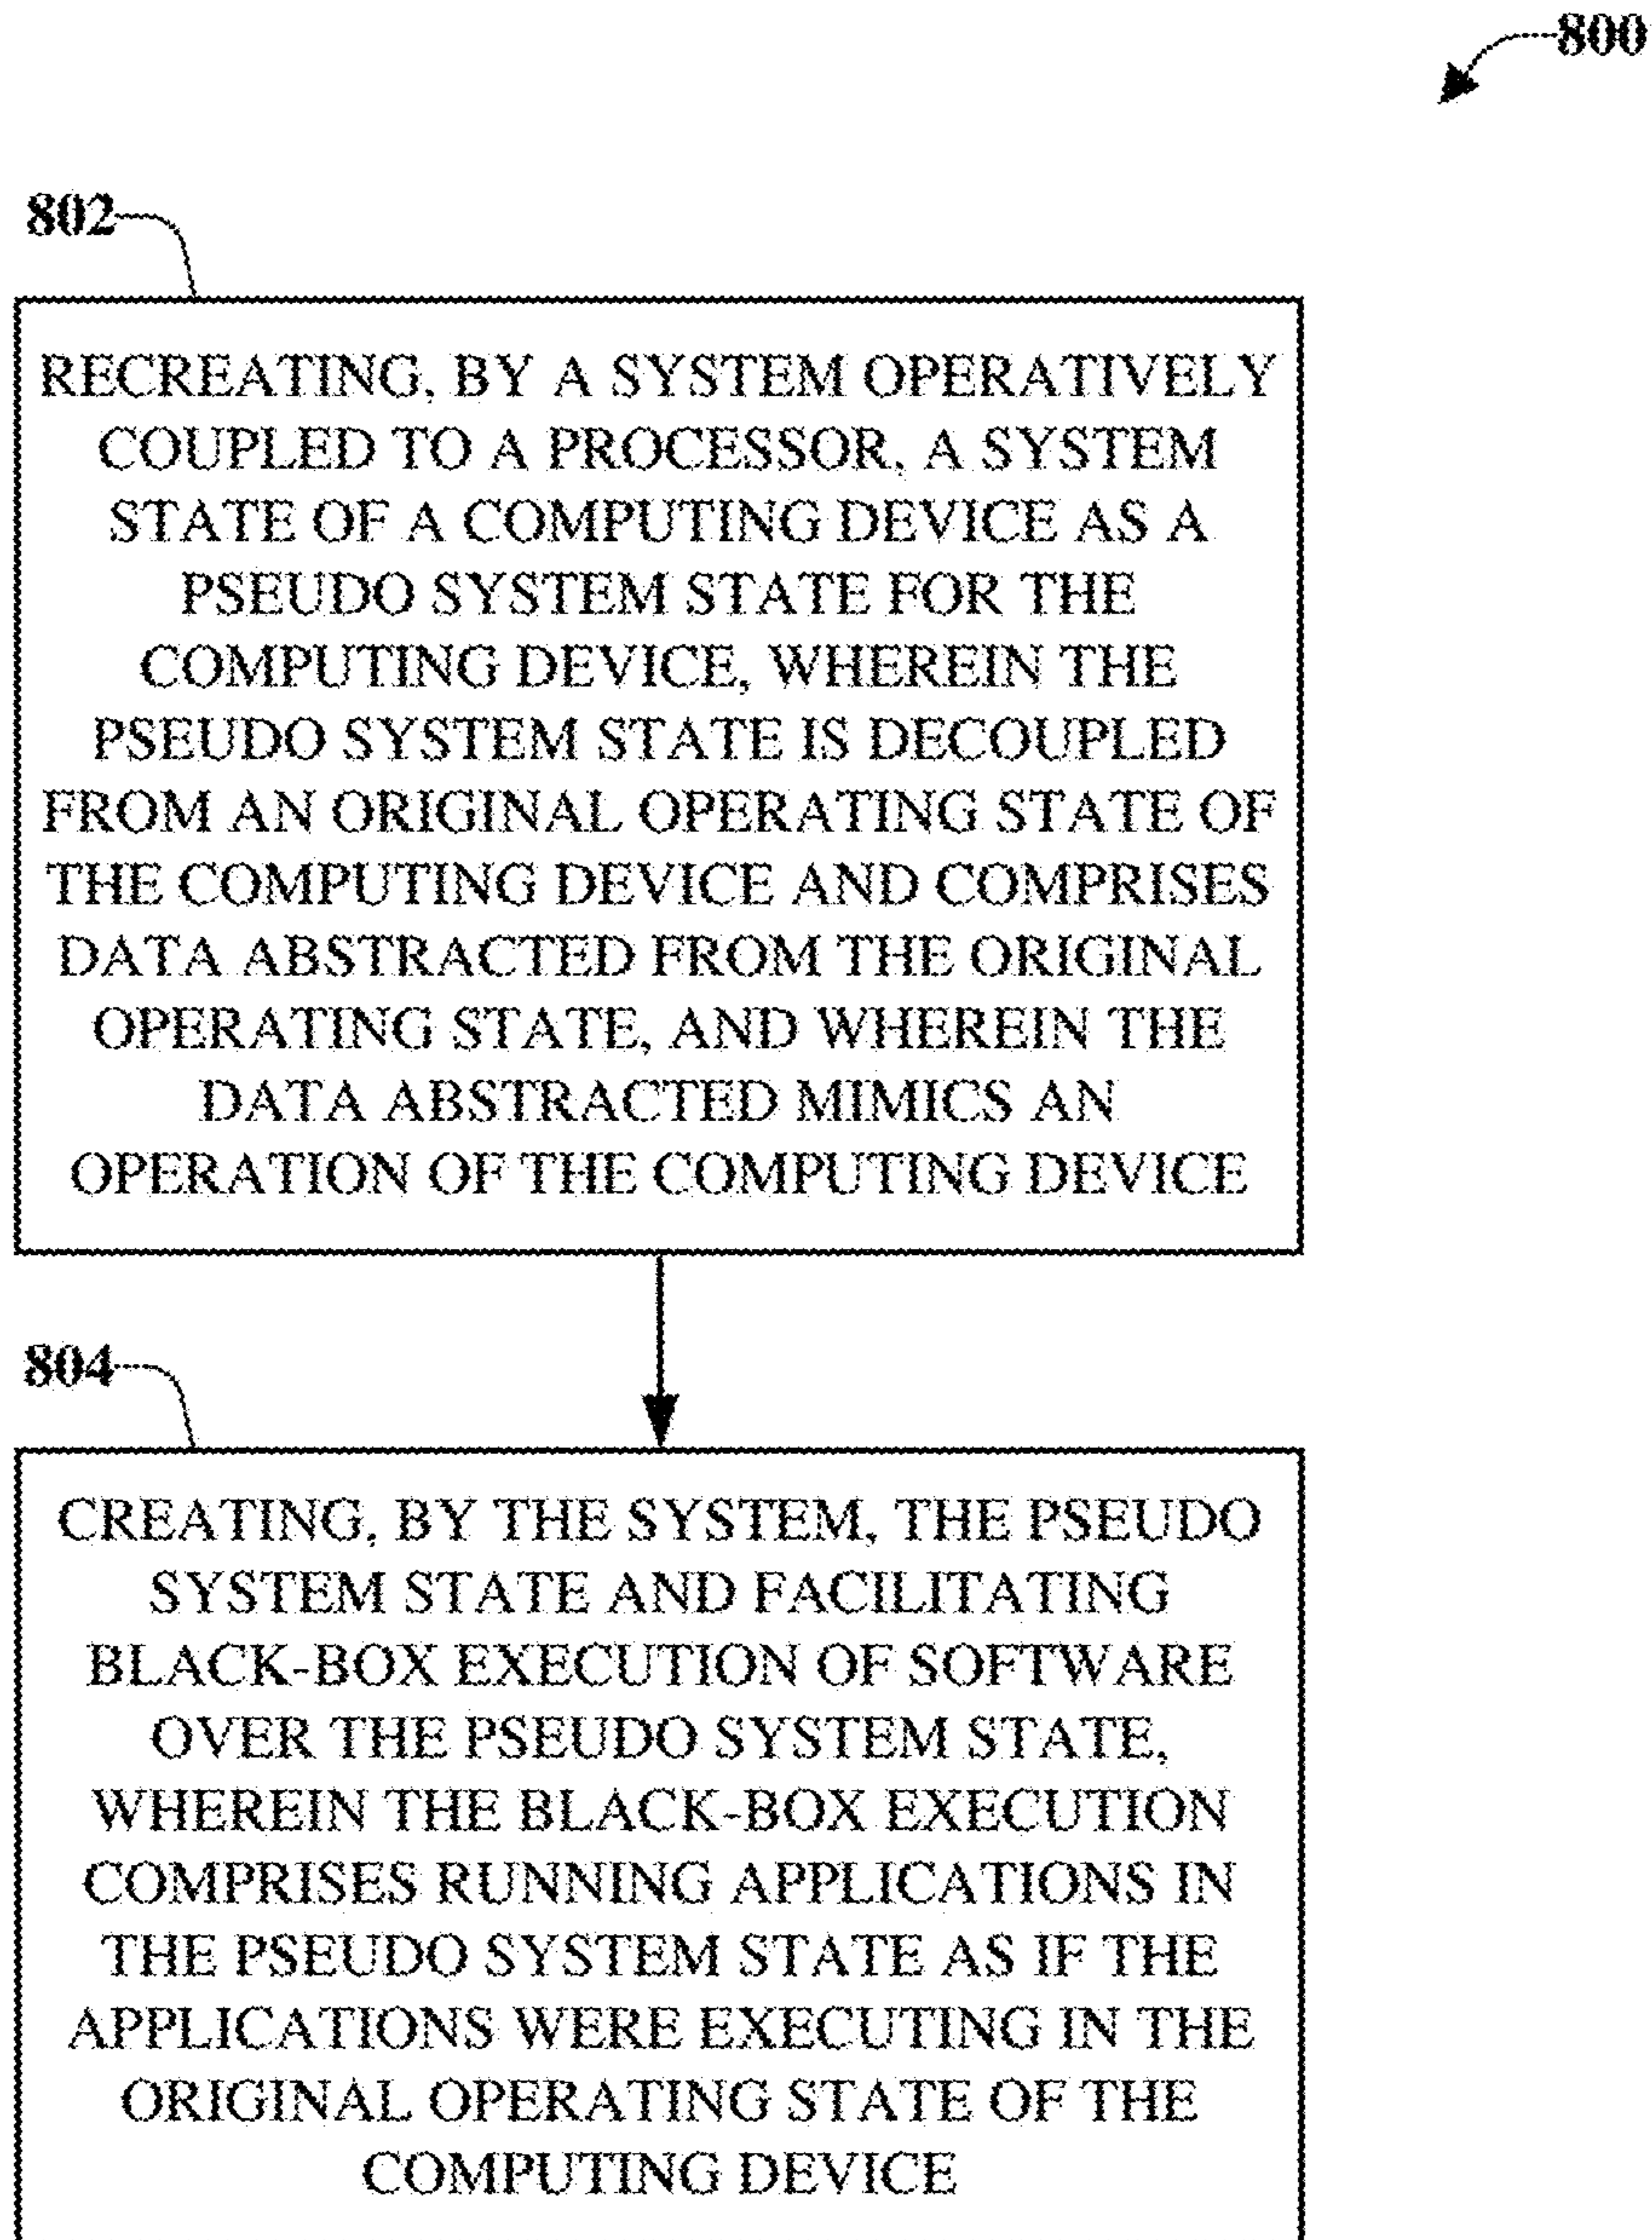 800
802
RECREATING, BY A SYSTEM OPERATIVELY
COUPLED TO A PROCESSOR, A SYSTEM
STATE OF A COMPUTING DEVICE AS A
PSEUDO SYSTEM STATE FOR THE
COMPUTING DEVICE, WHEREIN THE
PSEUDO SYSTEM STATE IS DECOUPLED
FROM AN ORIGINAL OPERATING STATE OF
THE COMPUTING DEVICE AND COMPRISES
DATA ABSTRACTED FROM THE ORIGINAL
OPERATING STATE, AND WHEREIN THE
DATA ABSTRACTED MIMICS AN
OPERATION OF THE COMPUTING DEVICE
804
CREATING, BY THE SYSTEM, THE PSEUDO
SYSTEM STATE AND FACILITATING
BLACK-BOX EXECUTION OF SOFTWARE
OVER THE PSEUDO SYSTEM STATE,
WHEREIN THE BLACK-BOX EXECUTION
COMPRISES RUNNING APPLICATIONS IN
THE PSEUDO SYSTEM STATE AS IF THE
APPLICATIONS WERE EXECUTING IN THE
ORIGINAL OPERATING STATE OF THE
COMPUTING DEVICE